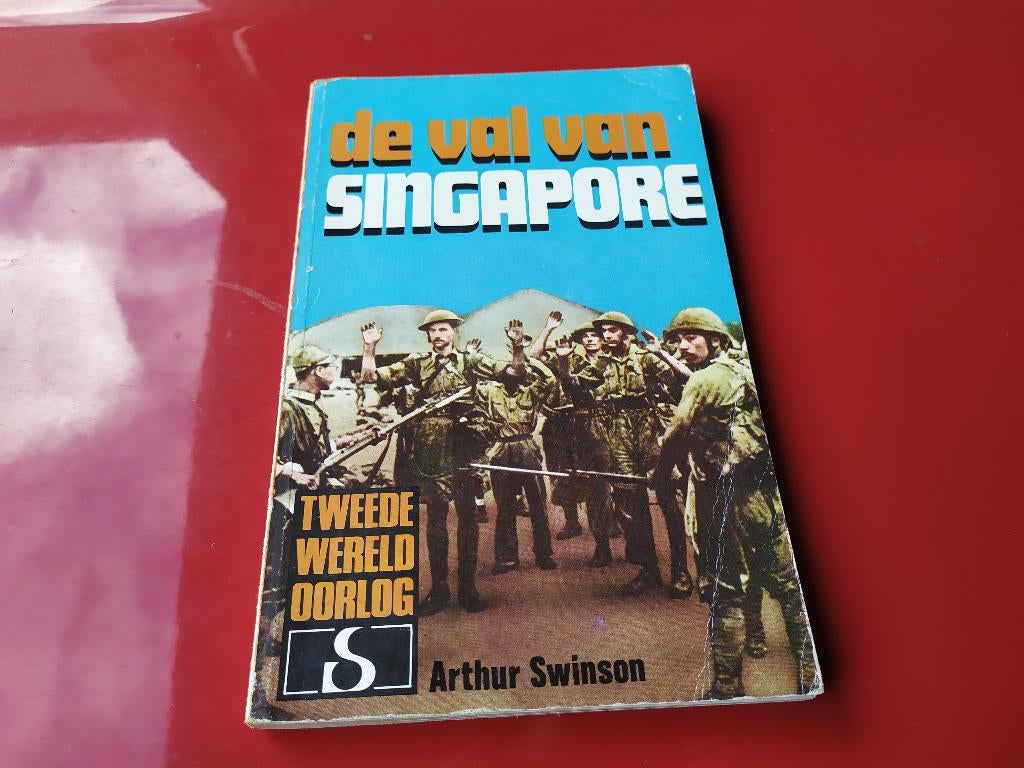 de val van
SINGAPORE
TWEEDE
WERELD
OORLOG
S
Arthur Swinson